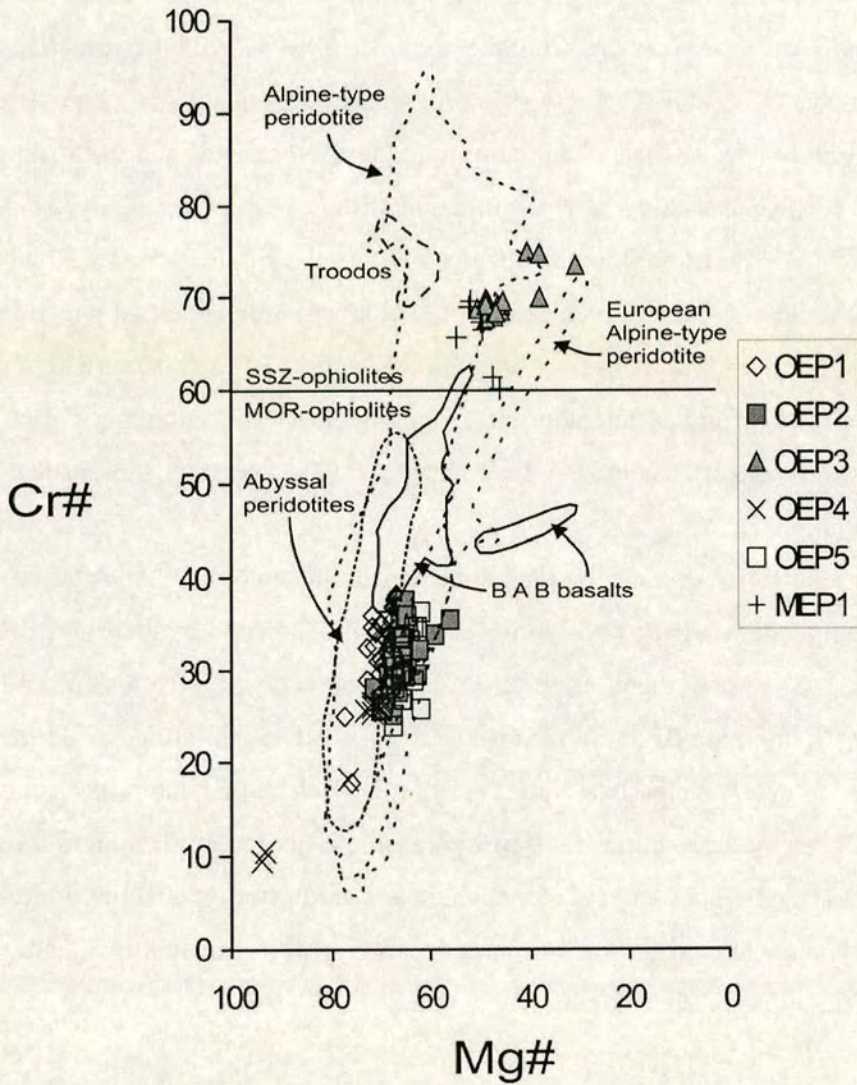 100
90
80
70
60
50
40
30
20
10
0
Cr#
Alpine-type
peridotite
Troodos
European
Alpine-type
peridotite
SSZ-ophiolites
MOR-ophiolites
Abyssal
peridotites
B A B basalts
OEP1
OEP2
OEP3
OEP4
OEP5
MEP1
100 80 60 40 20 0
Mg#